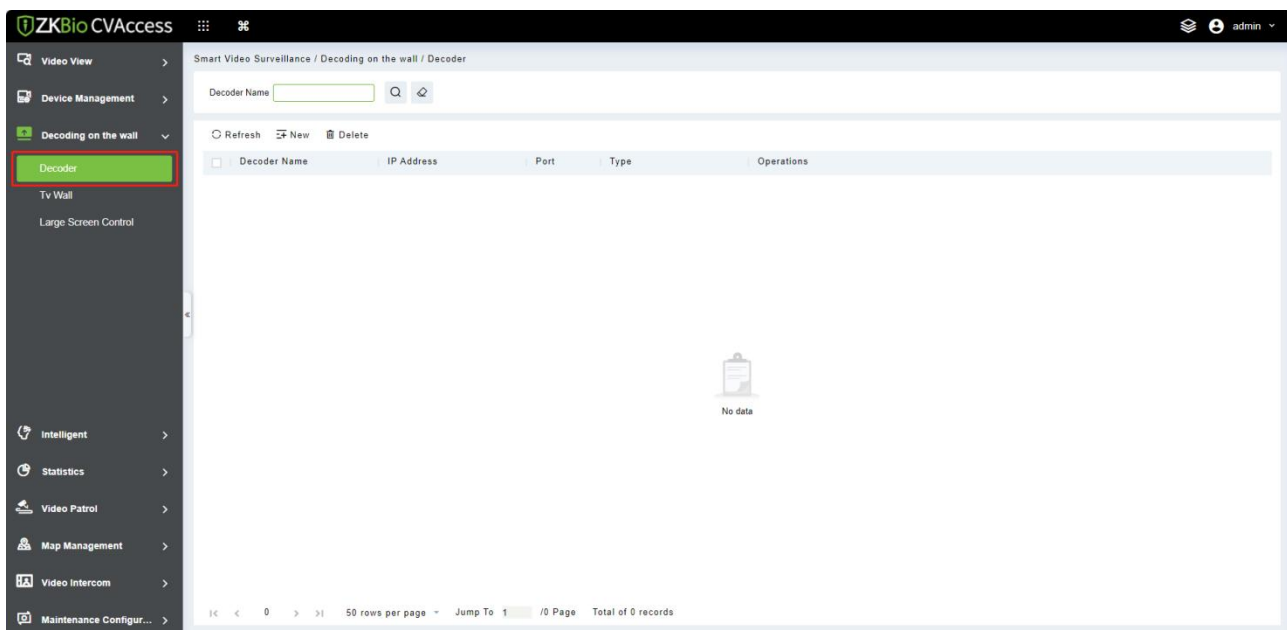 ZKBio CVAccess
admin
Video View
Smart Video Surveillance / Decoding on the wall / Decoder
Device Management
Decoder Name
Decoding on the wall
Refresh New Delete
Decoder
Decoder Name IP Address Port Type Operations
Tv Wall
Large Screen Control
No data
Intelligent
Statistics
Video Patrol
Map Management
Video Intercom
Maintenance Configur...
0 50 rows per page Jump To 1 /0 Page Total of 0 records